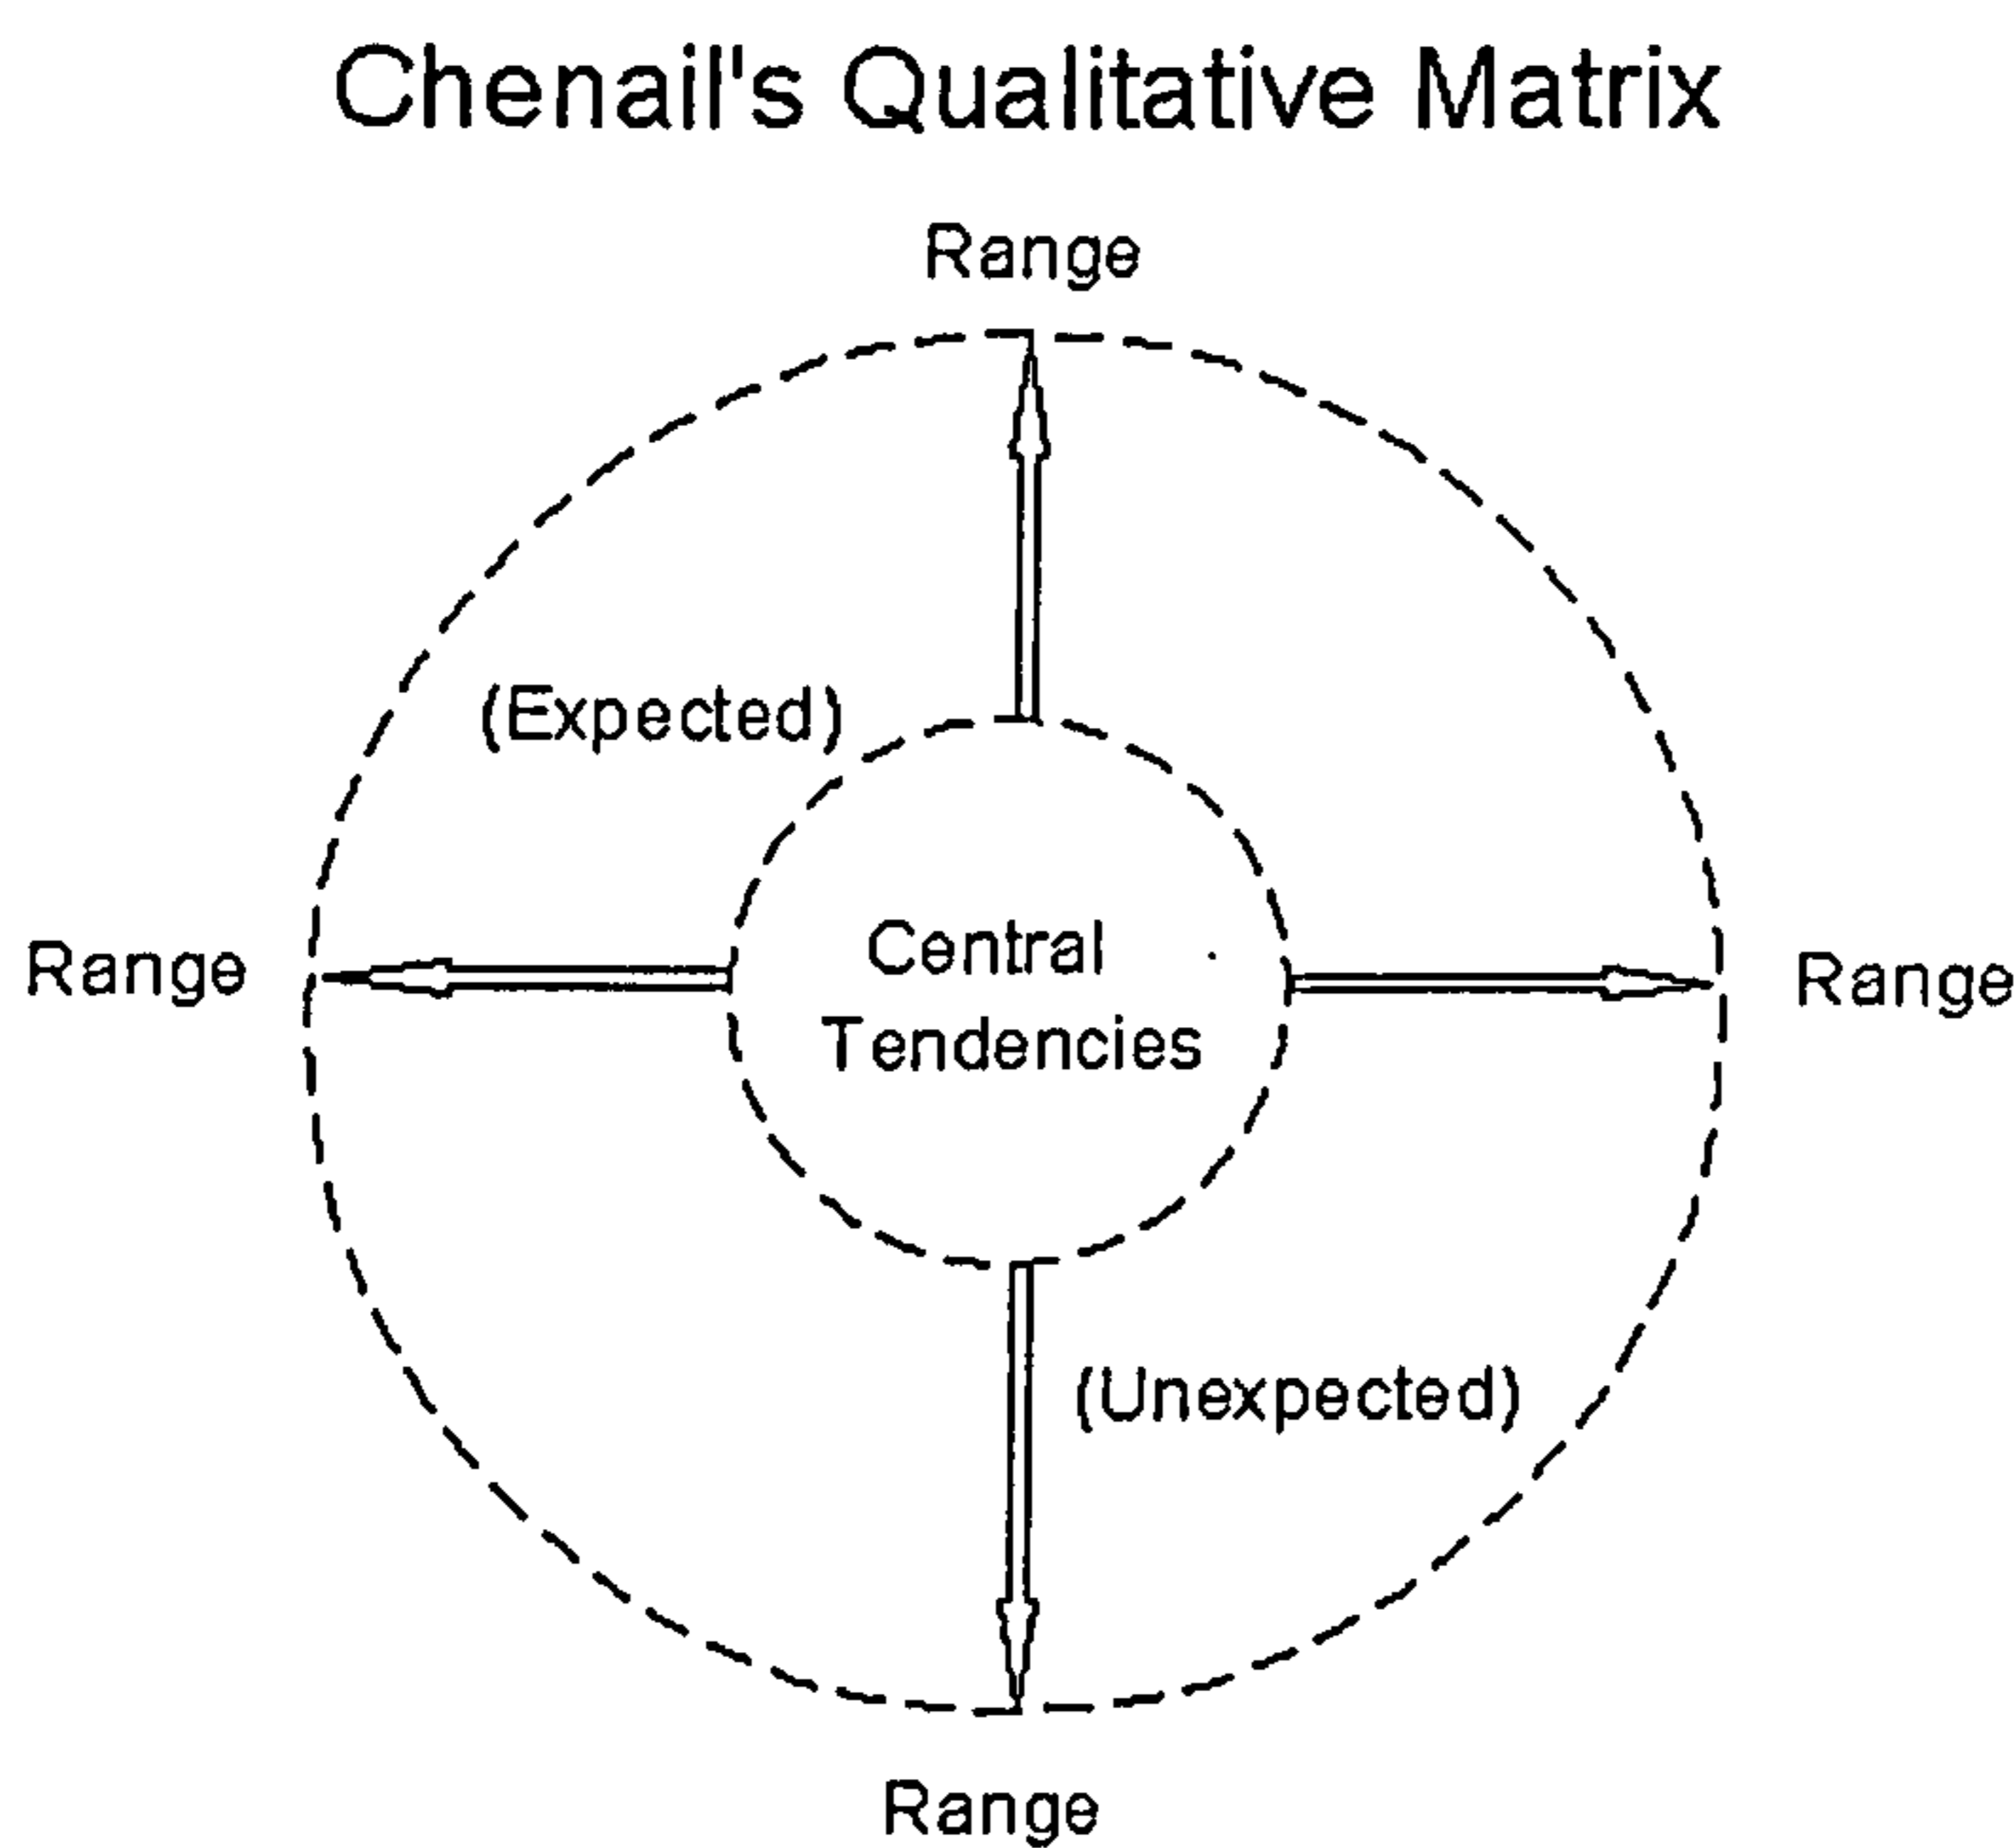 Chenail's Qualitative Matrix
Range
(Expected)
Range
Central
Tendencies
Range
(Unexpected)
Range